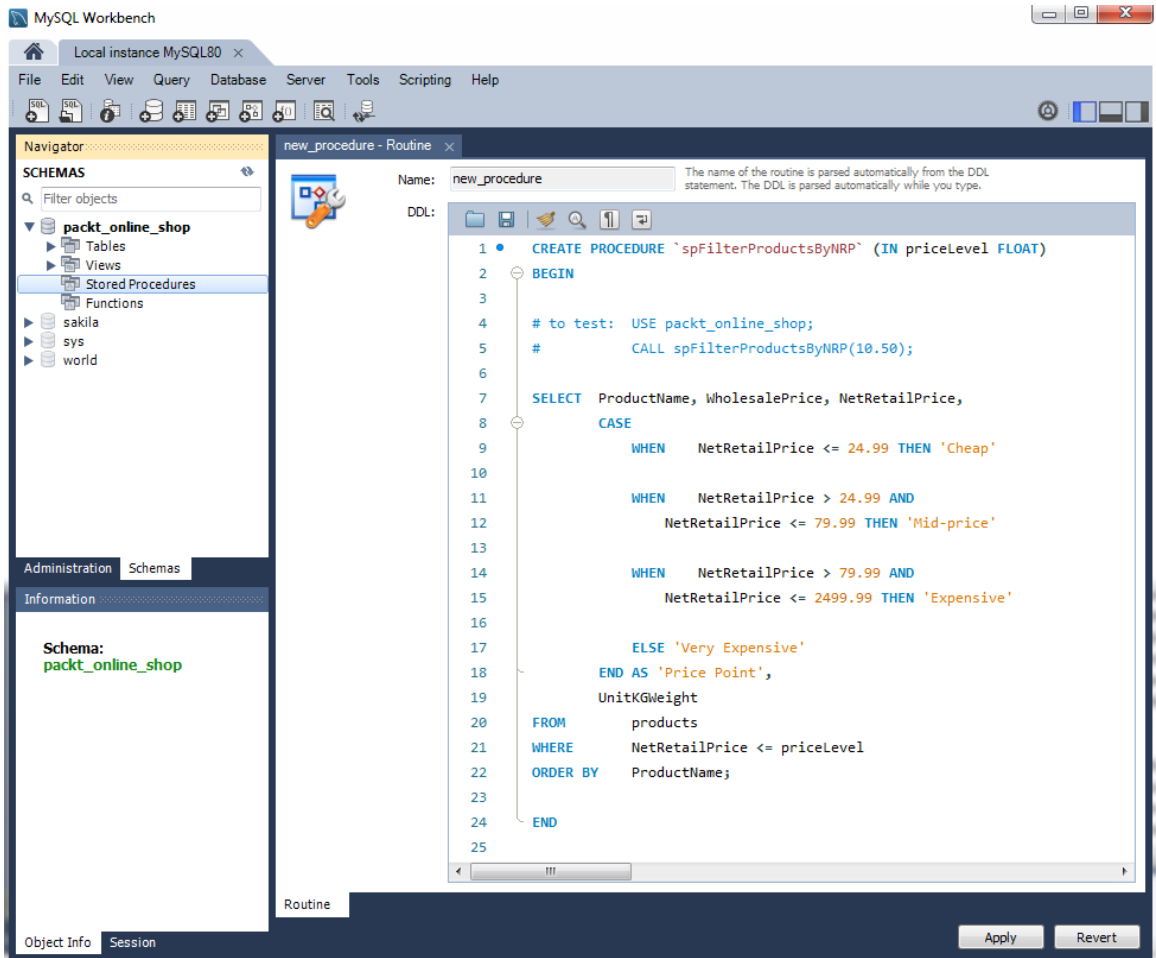 MySQL Workbench
Local instance MySQL80
File Edit View Query Database Server Tools Scripting Help
Navigator
SCHEMAS
Filter objects
packt_online_shop
Tables
Views
Stored Procedures
Functions
sakila
sys
world
Administration Schemas
Information
Schema:
packt_online_shop
Object Info Session
new_procedure - Routine
Name: new_procedure
The name of the routine is parsed automatically from the DDL
statement. The DDL is parsed automatically while you type.
DDL:
1 CREATE PROCEDURE `spFilterProductsByNRP` (IN priceLevel FLOAT)
2 BEGIN
3
4 # to test: USE packt_online_shop;
5 # CALL spFilterProductsByNRP(10.50);
6
7 SELECT ProductName, WholesalePrice, NetRetailPrice,
8 CASE
9 WHEN NetRetailPrice <= 24.99 THEN 'Cheap'
10
11 WHEN NetRetailPrice > 24.99 AND
12 NetRetailPrice <= 79.99 THEN 'Mid-price'
13
14 WHEN NetRetailPrice > 79.99 AND
15 NetRetailPrice <= 2499.99 THEN 'Expensive'
16
17 ELSE 'Very Expensive'
18 END AS 'Price Point',
19 UnitKGWeight
20 FROM products
21 WHERE NetRetailPrice <= priceLevel
22 ORDER BY ProductName;
23
24 END
25
Routine
Apply Revert